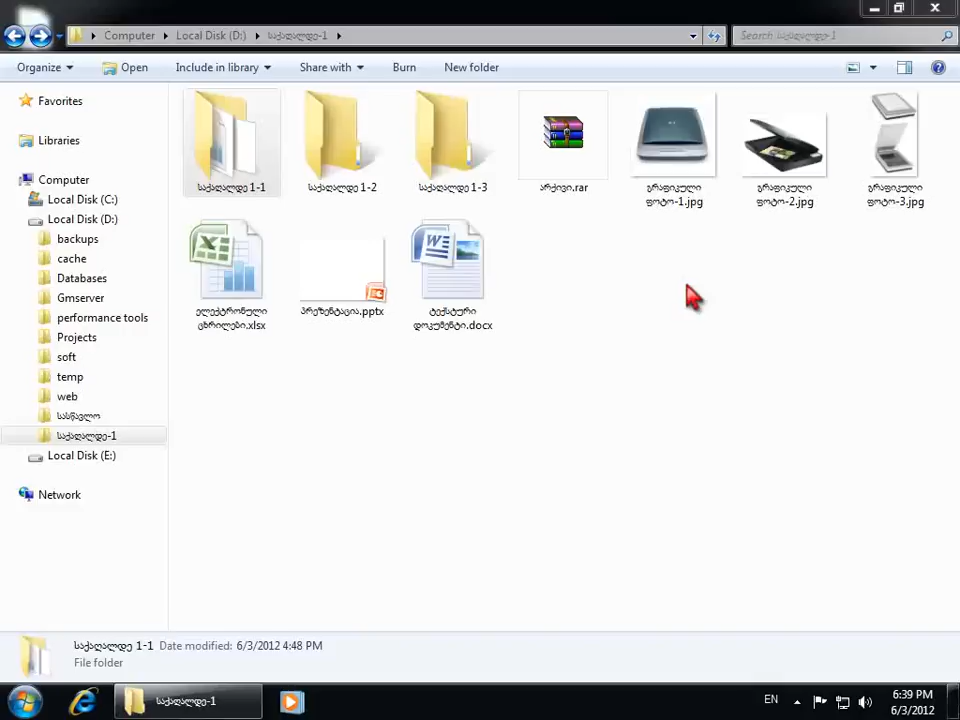 Computer
Local Disk (D:)
საქაღალდე-1
Search საქაღალდე-1
Organize
Open
Include in library
Share with
Burn
New folder
Favorites
Libraries
Computer
Local Disk (C:)
Local Disk (D:)
backups
cache
Databases
Gmserver
performance tools
Projects
soft
temp
web
სასწავლო
საქაღალდე-1
Local Disk (E:)
Network
საქაღალდე 1-1
საქაღალდე 1-2
საქაღალდე 1-3
არქივი.rar
გრაფიკული
ფოტო-1.jpg
გრაფიკული
ფოტო-2.jpg
გრაფიკული
ფოტო-3.jpg
ელექტრონული
ცხრილები.xlsx
პრეზენტაცია.pptx
ტექსტური
დოკუმენტი.docx
საქაღალდე 1-1 Date modified: 6/3/2012 4:48 PM
File folder
საქაღალდე-1
EN
6:39 PM
6/3/2012